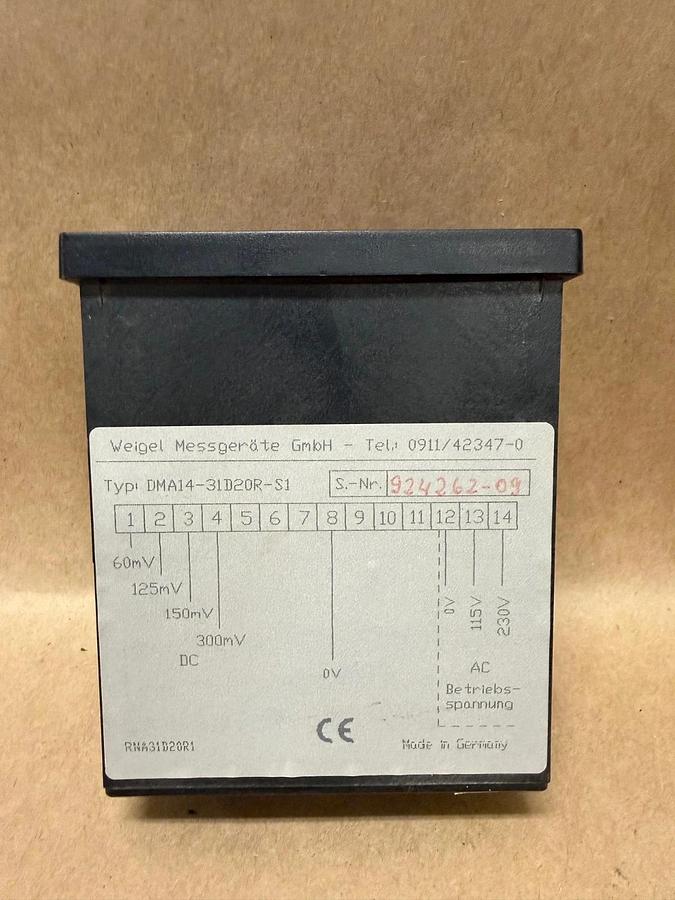 Weigel Messgeräte GmbH - Tel.: 0911/42347-0
Typ: DMA14-31D20R-S1 S.-Nr. 924262-09
1 2 3 4 5 6 7 8 9 10 11 12 13 14
60mV
125mV
150mV
300mV
DC
0V
0V 115V 230V
AC
Betriebs-
spannung
CE
RNA31D20R1
Made in Germany